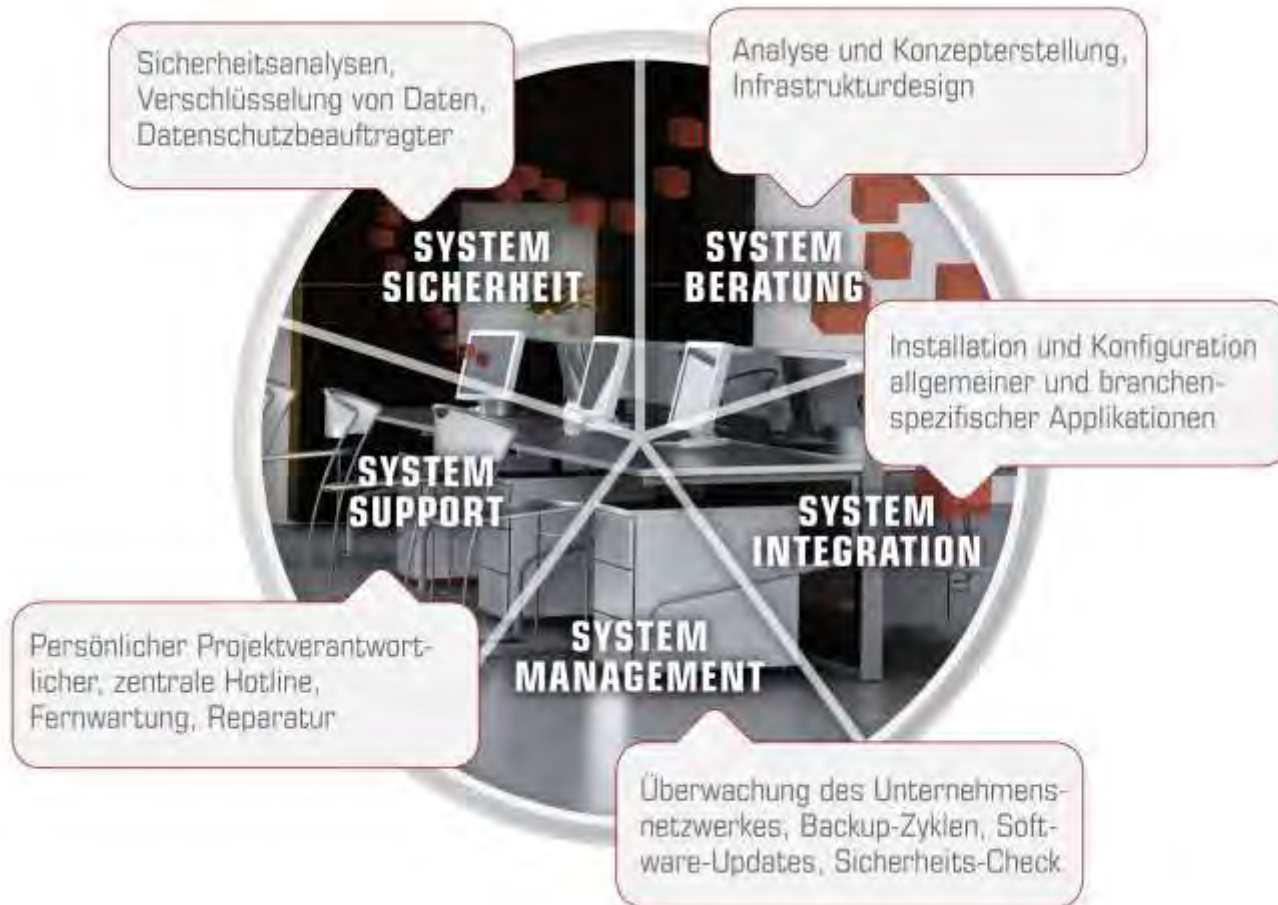 Sicherheitsanalysen,
Verschlüsselung von Daten,
Datenschutzbeauftragter
Analyse und Konzepterstellung,
Infrastrukturdesign
SYSTEM
SICHERHEIT
SYSTEM
BERATUNG
Installation und Konfiguration
allgemeiner und branchen-
spezifischer Applikationen
SYSTEM
SUPPORT
SYSTEM
INTEGRATION
Persönlicher Projektverantwort-
licher, zentrale Hotline,
Fernwartung, Reparatur
SYSTEM
MANAGEMENT
Überwachung des Unternehmens-
netzwerkes, Backup-Zyklen, Soft-
ware-Updates, Sicherheits-Check